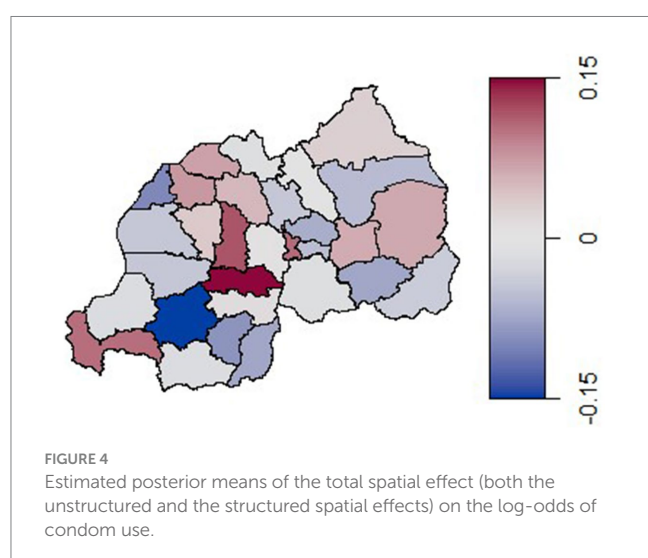 0.15
0
-0.15
FIGURE 4
Estimated posterior means of the total spatial effect (both the
unstructured and the structured spatial effects) on the log-odds of
condom use.